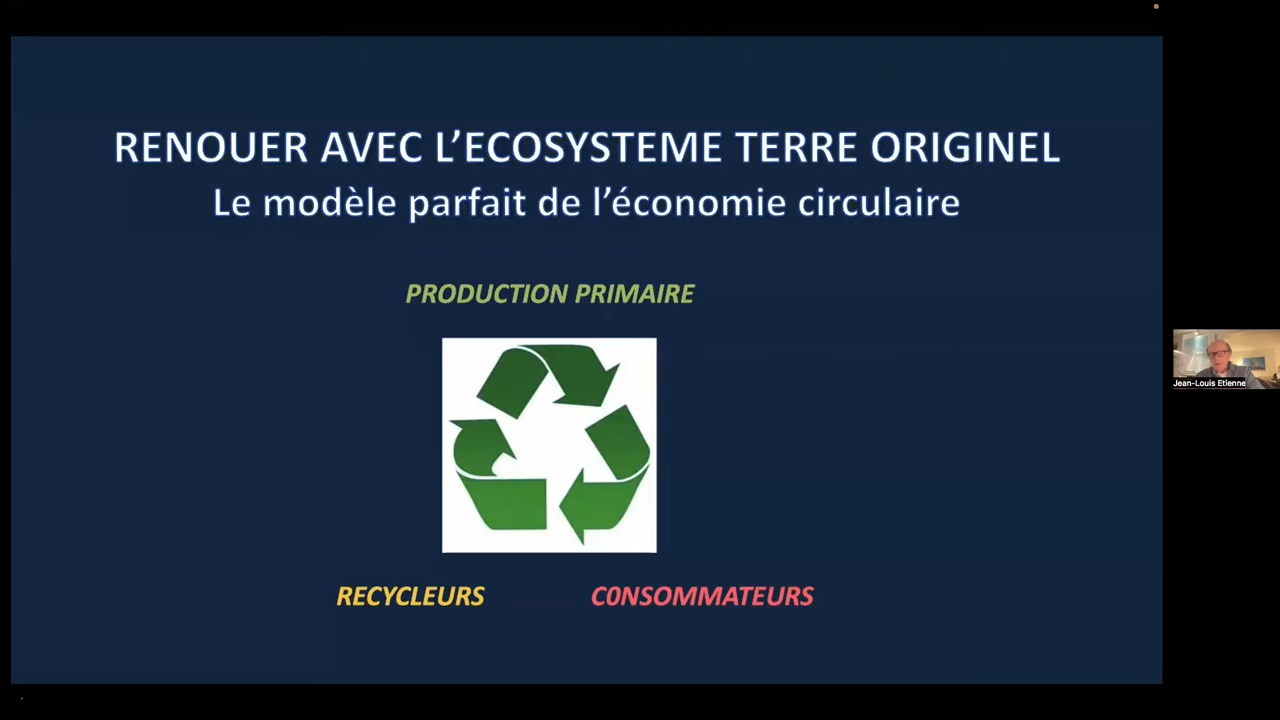 RENOUER AVEC L’ECOSYSTEME TERRE ORIGINEL
Le modèle parfait de l’économie circulaire
PRODUCTION PRIMAIRE
RECYCLEURS
C0NSOMMATEURS
Jean-Louis Etienne